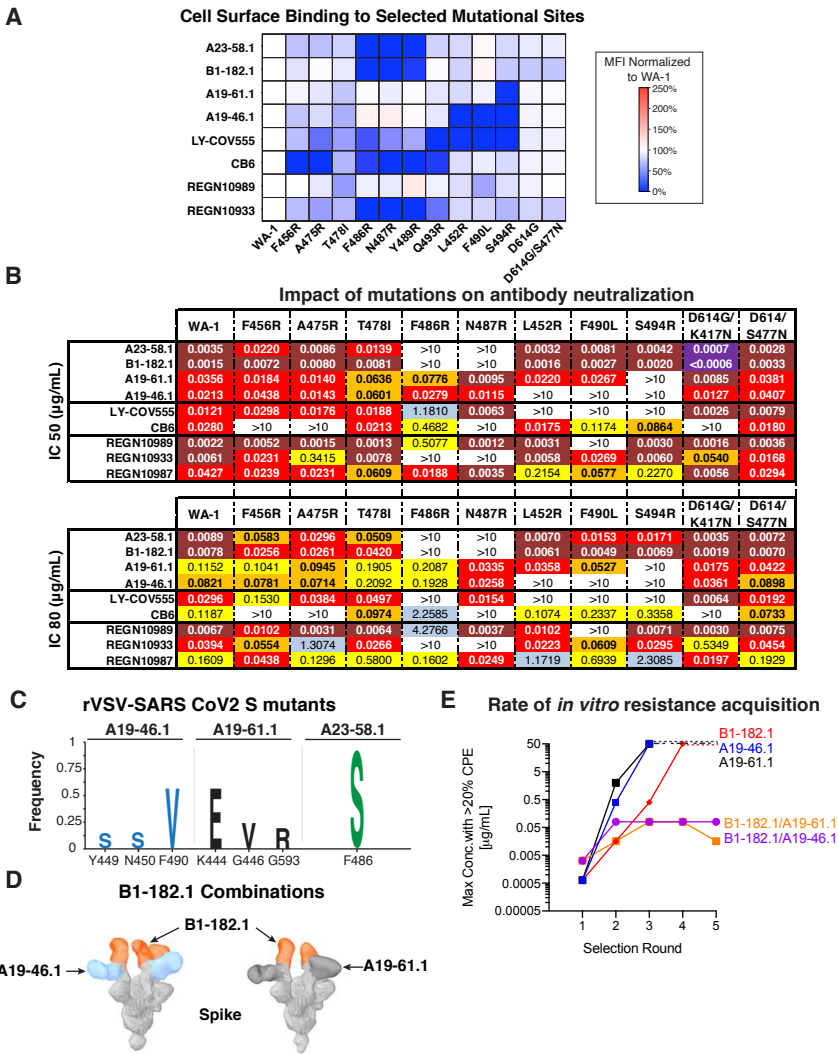 A
Cell Surface Binding to Selected Mutational Sites
A23-58.1
B1-182.1
A19-61.1
A19-46.1
LY-COV555
CB6
REGN10989
REGN10933
WA-1 F456R A475R T478I F486R N487R Y489R Q493R L452R F490L S494R D614G D614G/S477N
MFI Normalized
to WA-1
250%
200%
150%
100%
50%
0%
B
Impact of mutations on antibody neutralization
WA-1 F456R A475R T478I F486R N487R L452R F490L S494R D614G/K417N D614/S477N
IC 50 (µg/mL)
A23-58.1 0.0035 0.0220 0.0086 0.0139 >10 >10 0.0032 0.0081 0.0042 0.0007 0.0028
B1-182.1 0.0015 0.0072 0.0080 0.0081 >10 >10 0.0016 0.0027 0.0020 <0.0006 0.0033
A19-61.1 0.0356 0.0184 0.0140 0.0636 0.0776 0.0095 0.0220 0.0267 >10 0.0085 0.0381
A19-46.1 0.0213 0.0438 0.0143 0.0601 0.0279 0.0115 >10 >10 >10 0.0127 0.0407
LY-COV555 0.0121 0.0298 0.0176 0.0188 1.1810 0.0063 >10 >10 >10 0.0026 0.0079
CB6 0.0280 >10 >10 0.0213 0.4682 >10 0.0175 0.1174 0.0864 >10 0.0180
REGN10989 0.0022 0.0052 0.0015 0.0013 0.5077 0.0012 0.0031 >10 0.0030 0.0016 0.0036
REGN10933 0.0061 0.0231 0.3415 0.0078 >10 >10 0.0058 0.0269 0.0060 0.0540 0.0168
REGN10987 0.0427 0.0239 0.0231 0.0609 0.0188 0.0035 0.2154 0.0577 0.2270 0.0056 0.0294
WA-1 F456R A475R T478I F486R N487R L452R F490L S494R D614G/K417N D614/S477N
IC 80 (µg/mL)
A23-58.1 0.0089 0.0583 0.0296 0.0509 >10 >10 0.0070 0.0153 0.0171 0.0035 0.0072
B1-182.1 0.0078 0.0256 0.0261 0.0420 >10 >10 0.0061 0.0049 0.0069 0.0019 0.0070
A19-61.1 0.1152 0.1041 0.0945 0.1905 0.2087 0.0335 0.0358 0.0527 >10 0.0175 0.0422
A19-46.1 0.0821 0.0781 0.0714 0.2092 0.1928 0.0258 >10 >10 >10 0.0361 0.0898
LY-COV555 0.0296 0.1530 0.0384 0.0497 >10 0.0154 >10 >10 >10 0.0064 0.0192
CB6 0.1187 >10 >10 0.0974 2.2585 >10 0.1074 0.2337 0.3358 >10 0.0733
REGN10989 0.0067 0.0102 0.0031 0.0064 4.2766 0.0037 0.0102 >10 0.0071 0.0030 0.0075
REGN10933 0.0394 0.0554 1.3074 0.0266 >10 >10 0.0223 0.0609 0.0295 0.5349 0.0454
REGN10987 0.1609 0.0438 0.1296 0.5800 0.1602 0.0249 1.1719 0.6939 2.3085 0.0197 0.1929
C
rVSV-SARS CoV2 S mutants
A19-46.1 A19-61.1 A23-58.1
Frequency
1
0.75
0.5
0.25
0
S S V E V R S
Y449 N450 F490 K444 G446 G593 F486
D
B1-182.1 Combinations
B1-182.1
A19-46.1
A19-61.1
Spike
E
Rate of in vitro resistance acquisition
Max Conc.with >20% CPE
[µg/mL]
50
5
0.5
0.05
0.005
0.0005
0.00005
1 2 3 4 5
Selection Round
B1-182.1
A19-46.1
A19-61.1
B1-182.1/A19-61.1
B1-182.1/A19-46.1